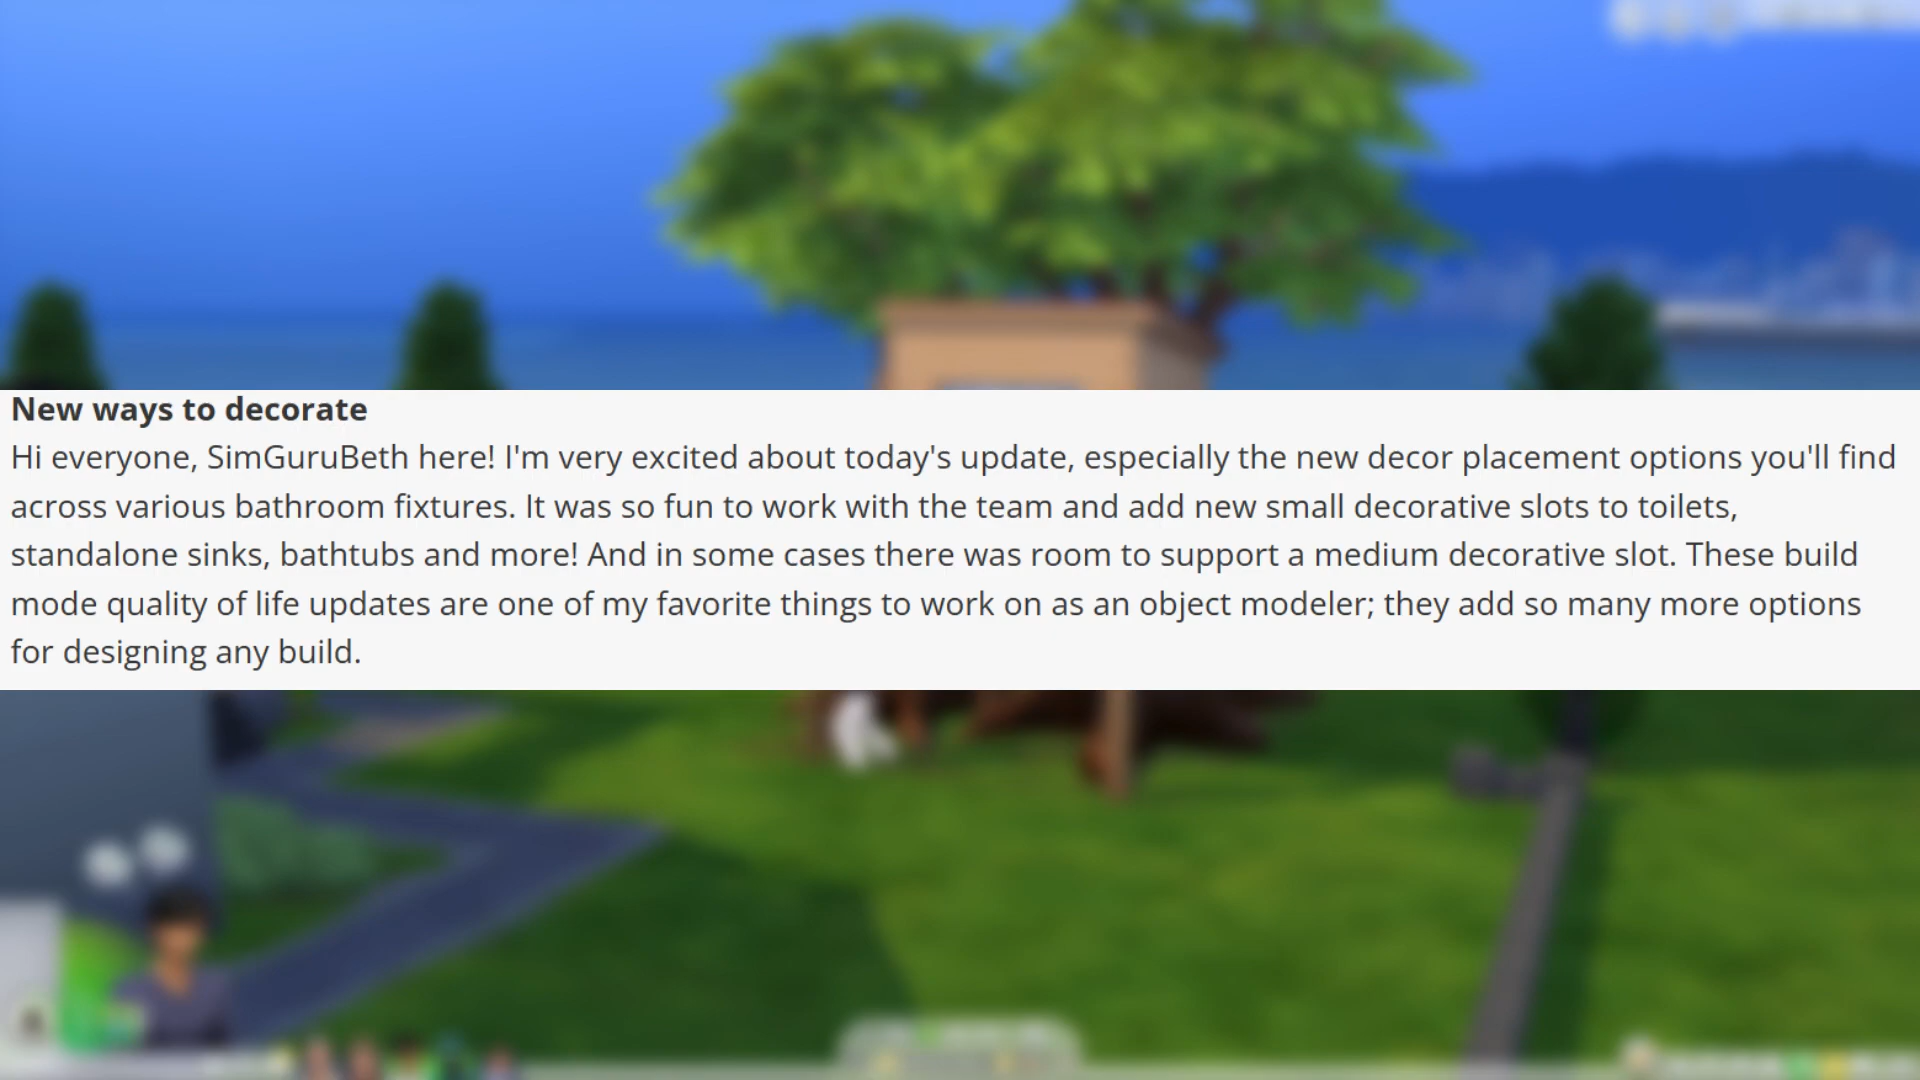 New ways to decorate
Hi everyone, SimGuruBeth here! I'm very excited about today's update, especially the new decor placement options you'll find
across various bathroom fixtures. It was so fun to work with the team and add new small decorative slots to toilets,
standalone sinks, bathtubs and more! And in some cases there was room to support a medium decorative slot. These build
mode quality of life updates are one of my favorite things to work on as an object modeler; they add so many more options
for designing any build.